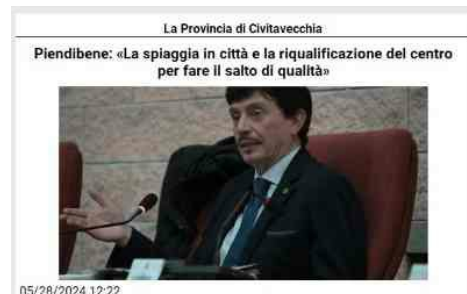 La Provincia di Civitavecchia
Piendibene: «La spiaggia in città e la riqualificazione del centro
per fare il salto di qualità»
05/28/2024 12:22